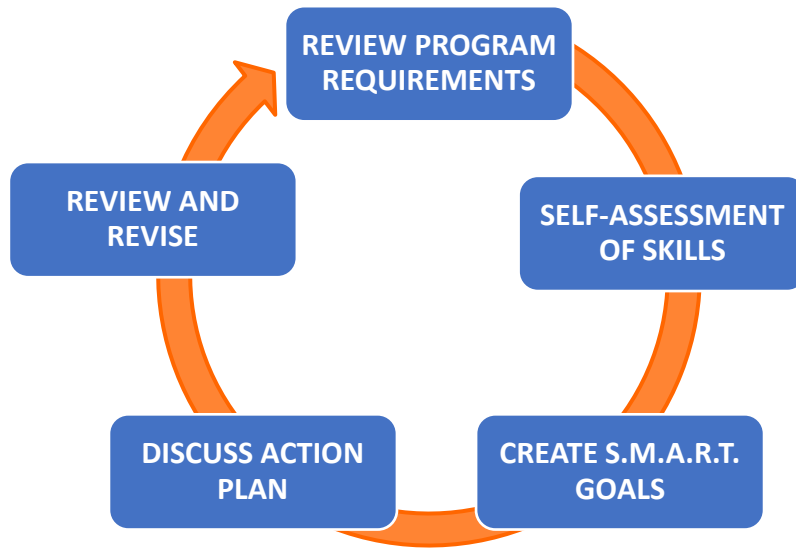 REVIEW PROGRAM
REQUIREMENTS
SELF-ASSESSMENT
OF SKILLS
CREATE S.M.A.R.T.
GOALS
DISCUSS ACTION
PLAN
REVIEW AND
REVISE